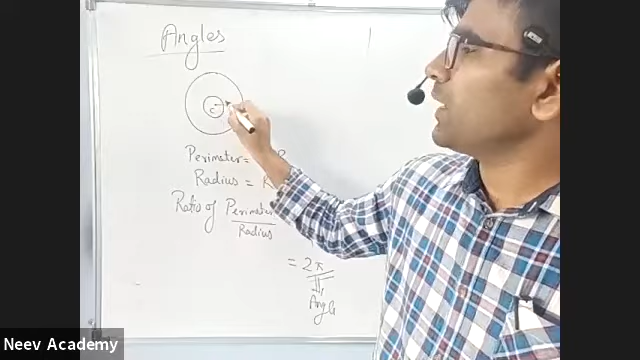 Angles
c
Perimeter =
Radius = R
Ratio of Perimeter
Radius
= 2π
Angle
Neev Academy